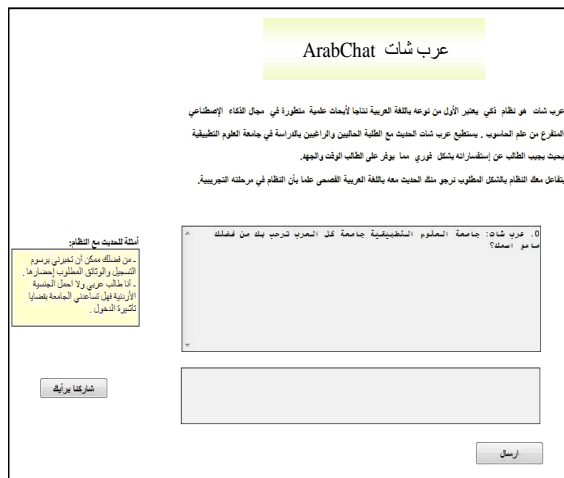 عرب شات ArabChat
عرب شات هو نظام ذكي يعتبر الأول من نوعه باللغة العربية نتاجا لأبحاث علمية متطورة في مجال الذكاء الإصطناعي
المتفرع من علم الحاسوب . يستطيع عرب شات الحديث مع الطلبة الحاليين والراغبين بالدراسة في جامعة العلوم التطبيقية
بحيث يجيب الطالب عن إستفساراته بشكل فوري مما يوفر على الطالب الوقت والجهد.
يتفاعل معك النظام بالشكل المطلوب نرجو منك الحديث معه باللغة العربية الفصحى علما بأن النظام في مرحلته التجريبية.
0. عرب شات: جامعة العلوم التطبيقية جامعة كل العرب ترحب بك من فضلك
ماهو اسمك؟
أمثلة للحديث مع النظام:
- من فضلك ممكن أن تخبرني برسوم
التسجيل والوثائق المطلوب إحضارها .
- أنا طالب عربي ولا احمل الجنسية
الأردنية فهل تساعدني الجامعة بقضايا
تأشيرة الدخول .
شاركنا برأيك
ارسال